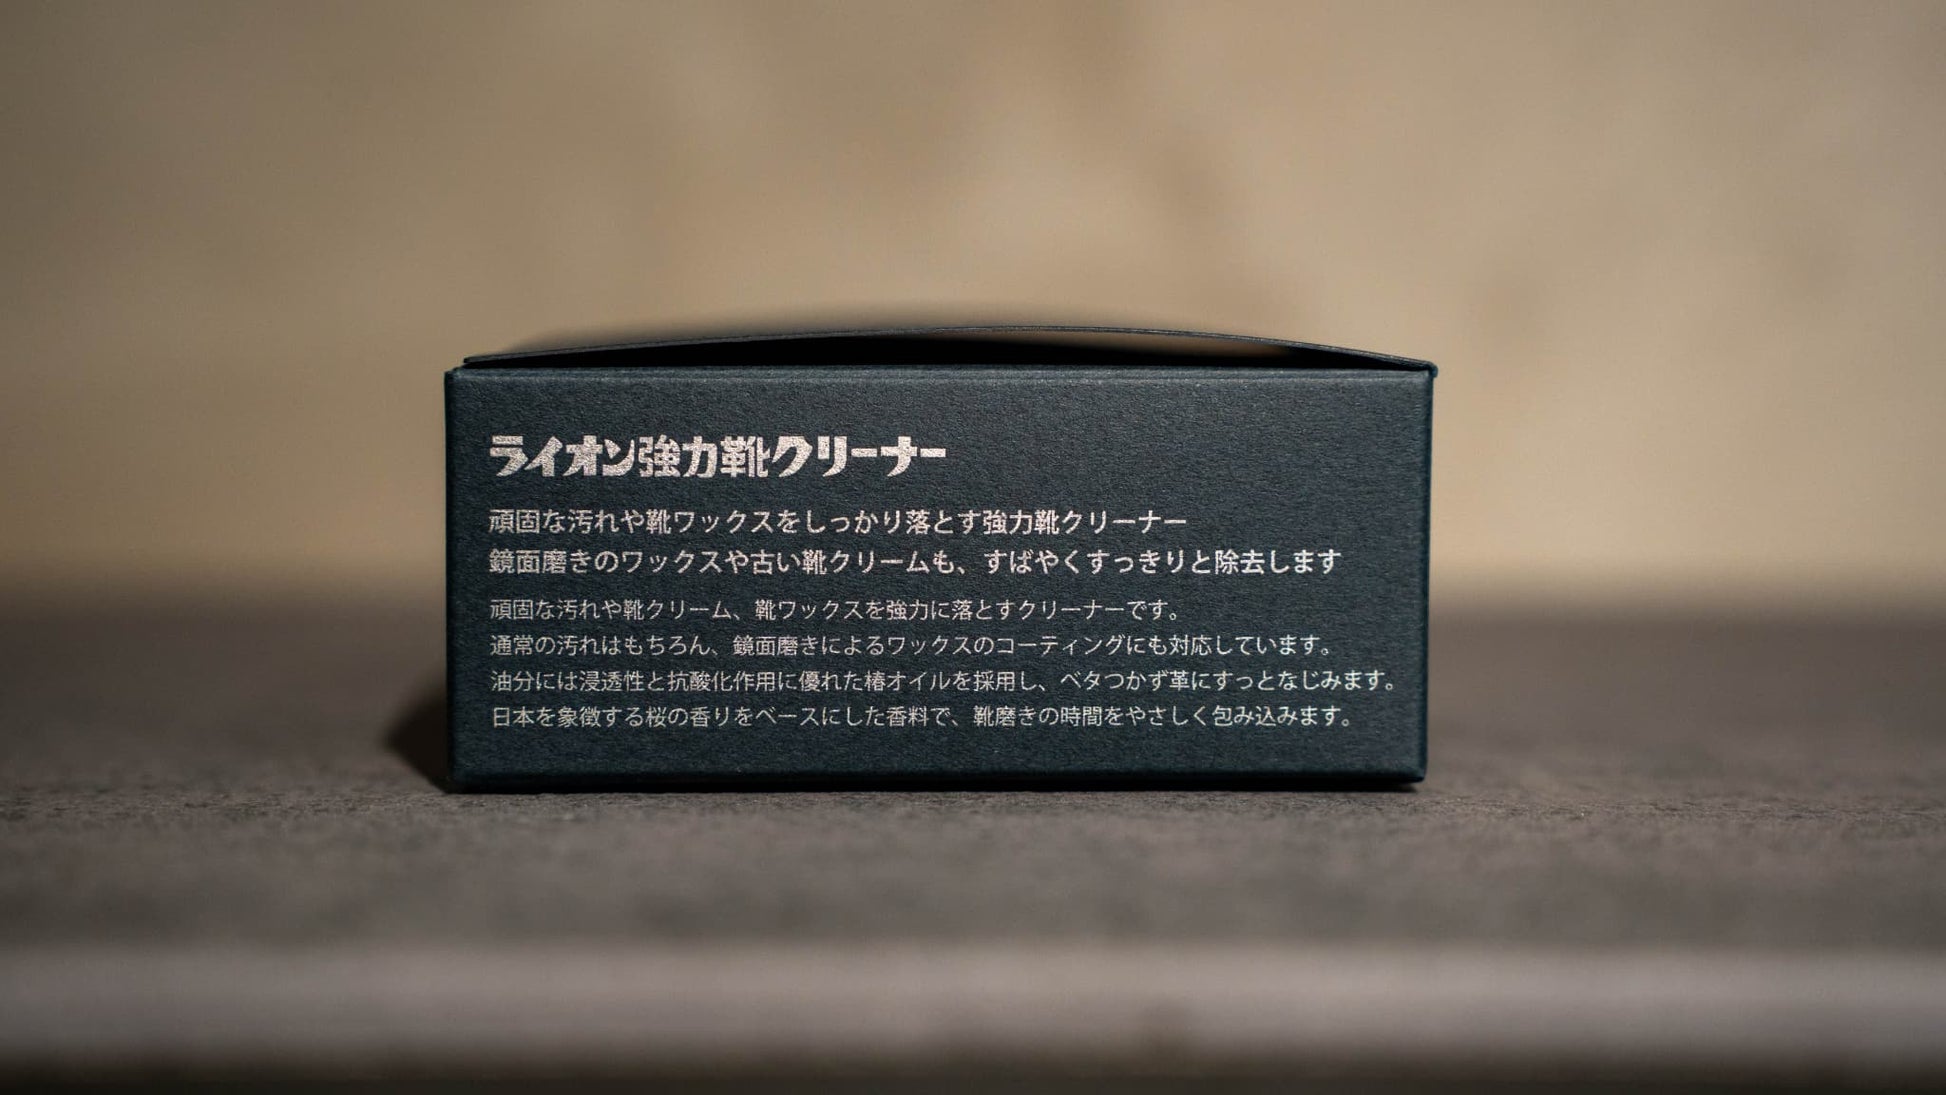 ライオン強力靴クリーナー
頑固な汚れや靴ワックスをしっかり落とす強力靴クリーナー
鏡面磨きのワックスや古い靴クリームも、すばやくすっきりと除去します
頑固な汚れや靴クリーム、靴ワックスを強力に落とすクリーナーです。
通常の汚れはもちろん、鏡面磨きによるワックスのコーティングにも対応しています。
油分には浸透性と抗酸化作用に優れた椿オイルを採用し、ベタつかず革にすっとなじみます。
日本を象徴する桜の香りをベースにした香料で、靴磨きの時間をやさしく包み込みます。